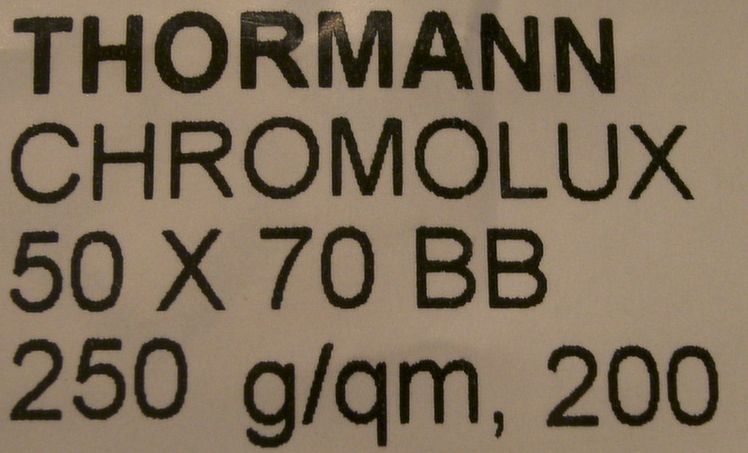 THORMANN
CHROMOLUX
50 X 70 BB
250 g/qm, 200